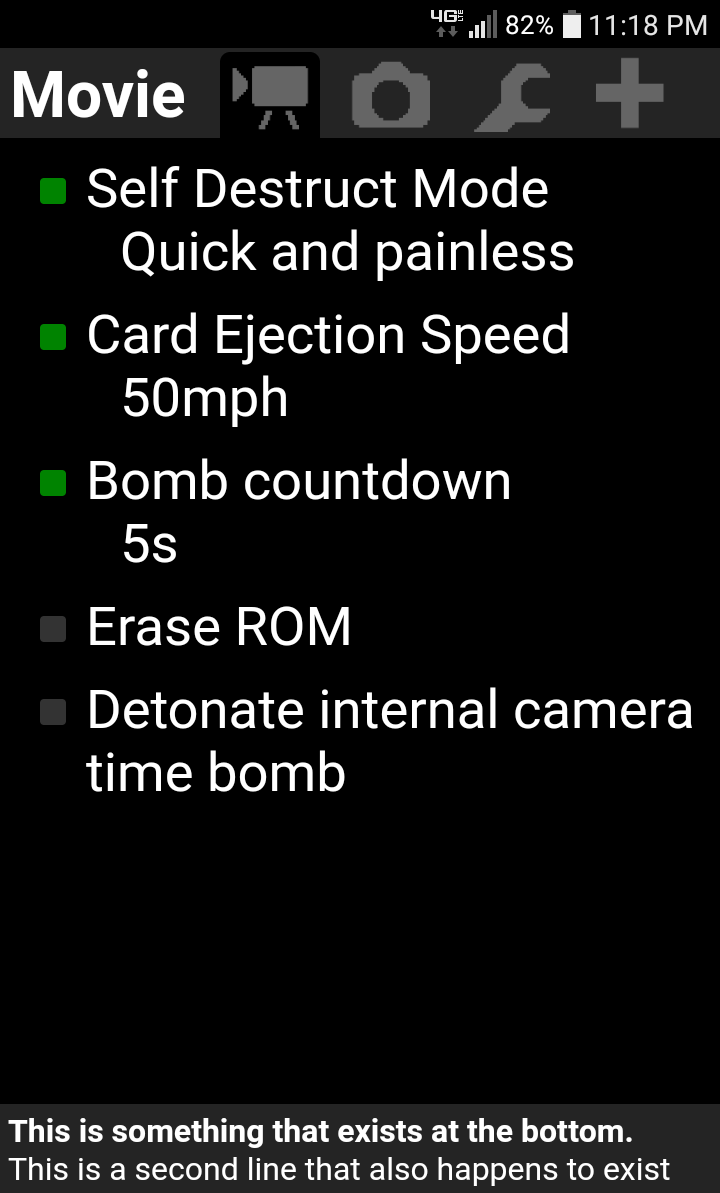 4G LTE 82% 11:18 PM
Movie
Self Destruct Mode
Quick and painless
Card Ejection Speed
50mph
Bomb countdown
5s
Erase ROM
Detonate internal camera
time bomb
This is something that exists at the bottom.
This is a second line that also happens to exist